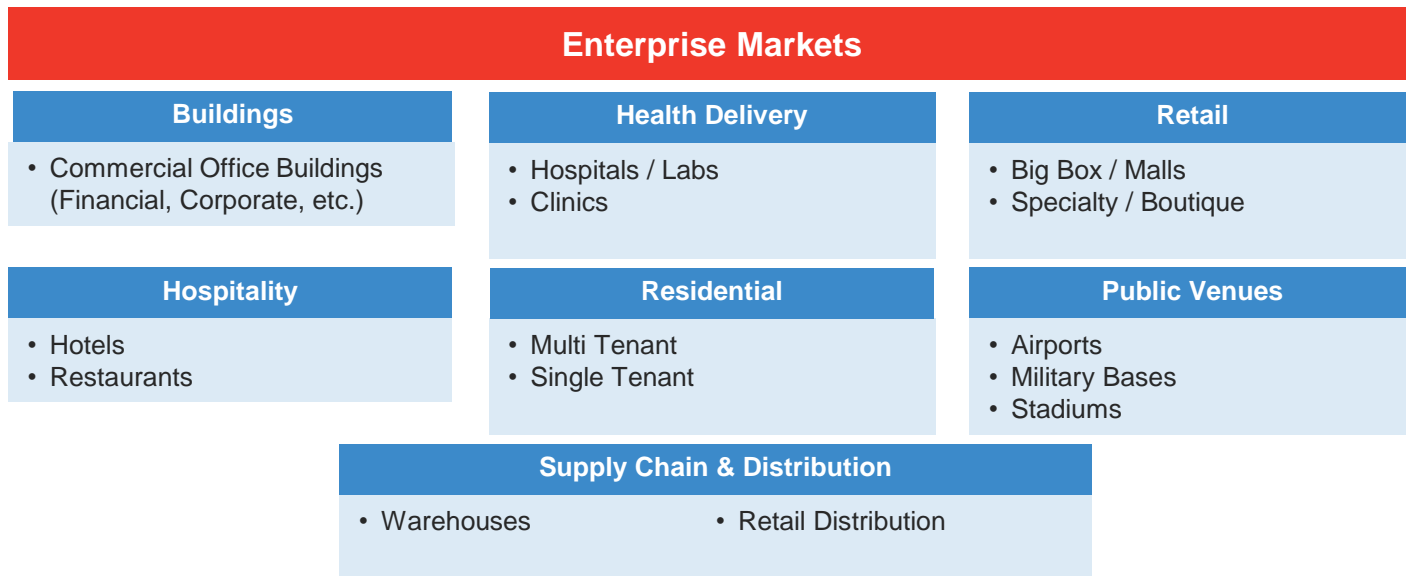 Enterprise Markets
Buildings
• Commercial Office Buildings
(Financial, Corporate, etc.)
Health Delivery
• Hospitals / Labs
• Clinics
Retail
• Big Box / Malls
• Specialty / Boutique
Hospitality
• Hotels
• Restaurants
Residential
• Multi Tenant
• Single Tenant
Public Venues
• Airports
• Military Bases
• Stadiums
Supply Chain & Distribution
• Warehouses
• Retail Distribution